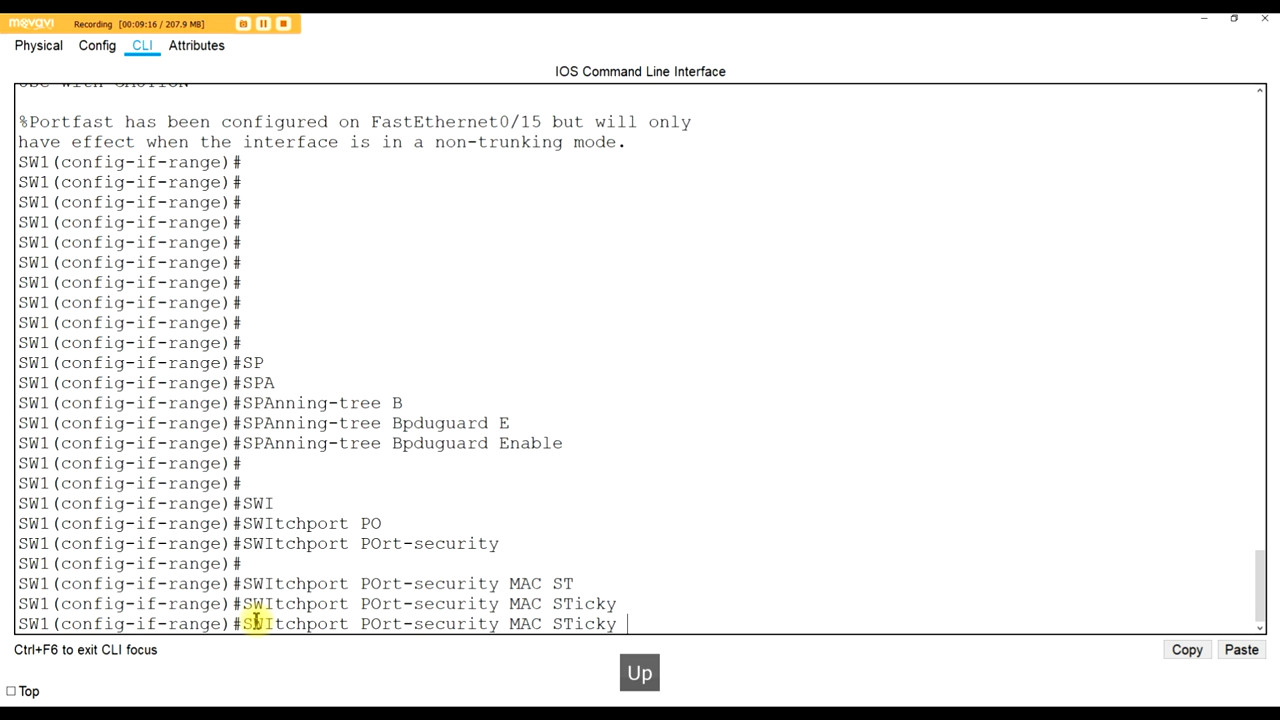 movavi
Recording [00:09:16 / 207.9 MB]
Physical Config CLI Attributes
IOS Command Line Interface
%Portfast has been configured on FastEthernet0/15 but will only
have effect when the interface is in a non-trunking mode.
SW1(config-if-range)#
SW1(config-if-range)#
SW1(config-if-range)#
SW1(config-if-range)#
SW1(config-if-range)#
SW1(config-if-range)#
SW1(config-if-range)#
SW1(config-if-range)#
SW1(config-if-range)#
SW1(config-if-range)#
SW1(config-if-range)#SP
SW1(config-if-range)#SPA
SW1(config-if-range)#SPAnning-tree B
SW1(config-if-range)#SPAnning-tree Bpduguard E
SW1(config-if-range)#SPAnning-tree Bpduguard Enable
SW1(config-if-range)#
SW1(config-if-range)#
SW1(config-if-range)#SWI
SW1(config-if-range)#SWItchport PO
SW1(config-if-range)#SWItchport POrt-security
SW1(config-if-range)#
SW1(config-if-range)#SWItchport POrt-security MAC ST
SW1(config-if-range)#SWItchport POrt-security MAC STicky
SW1(config-if-range)#SWItchport POrt-security MAC STicky
Ctrl+F6 to exit CLI focus
Copy Paste
Up
Top